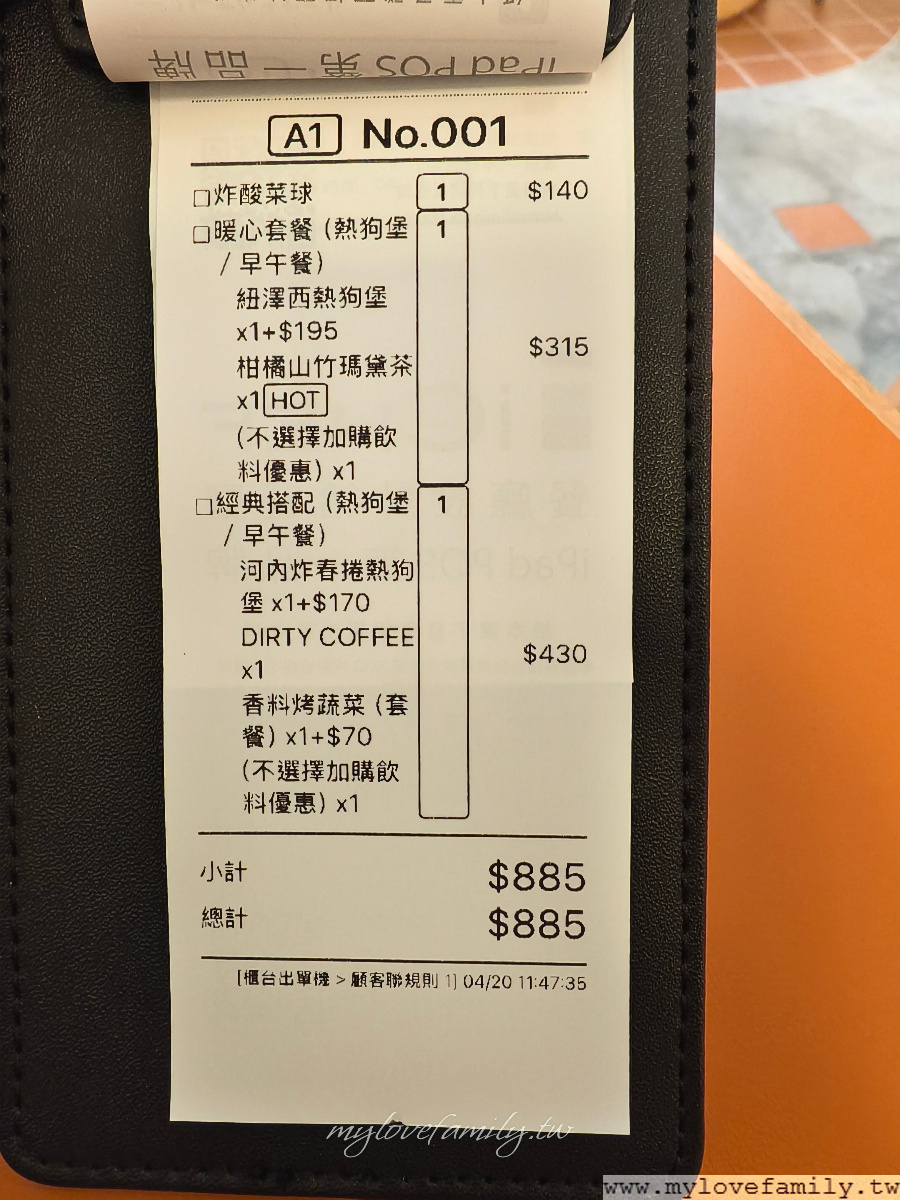 iPad POS 第一品牌
A1 No.001
□炸酸菜球 1 $140
□暖心套餐 (熱狗堡 1
/ 早午餐)
紐澤西熱狗堡
x1+$195
$315
柑橘山竹瑪黛茶
x1 HOT
(不選擇加購飲
料優惠) x1
□經典搭配 (熱狗堡 1
/ 早午餐)
河內炸春捲熱狗
堡 x1+$170
DIRTY COFFEE
$430
x1
香料烤蔬菜 (套
餐) x1+$70
(不選擇加購飲
料優惠) x1
小計 $885
總計 $885
[櫃台出單機 > 顧客聯規則 1] 04/20 11:47:35
mylovefamily.tw
www.mylovefamily.tw